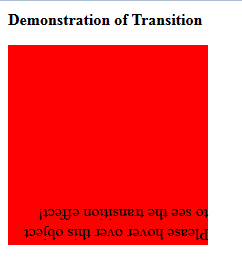 Demonstration of Transition
Please hover over this object
to see the transition effect!